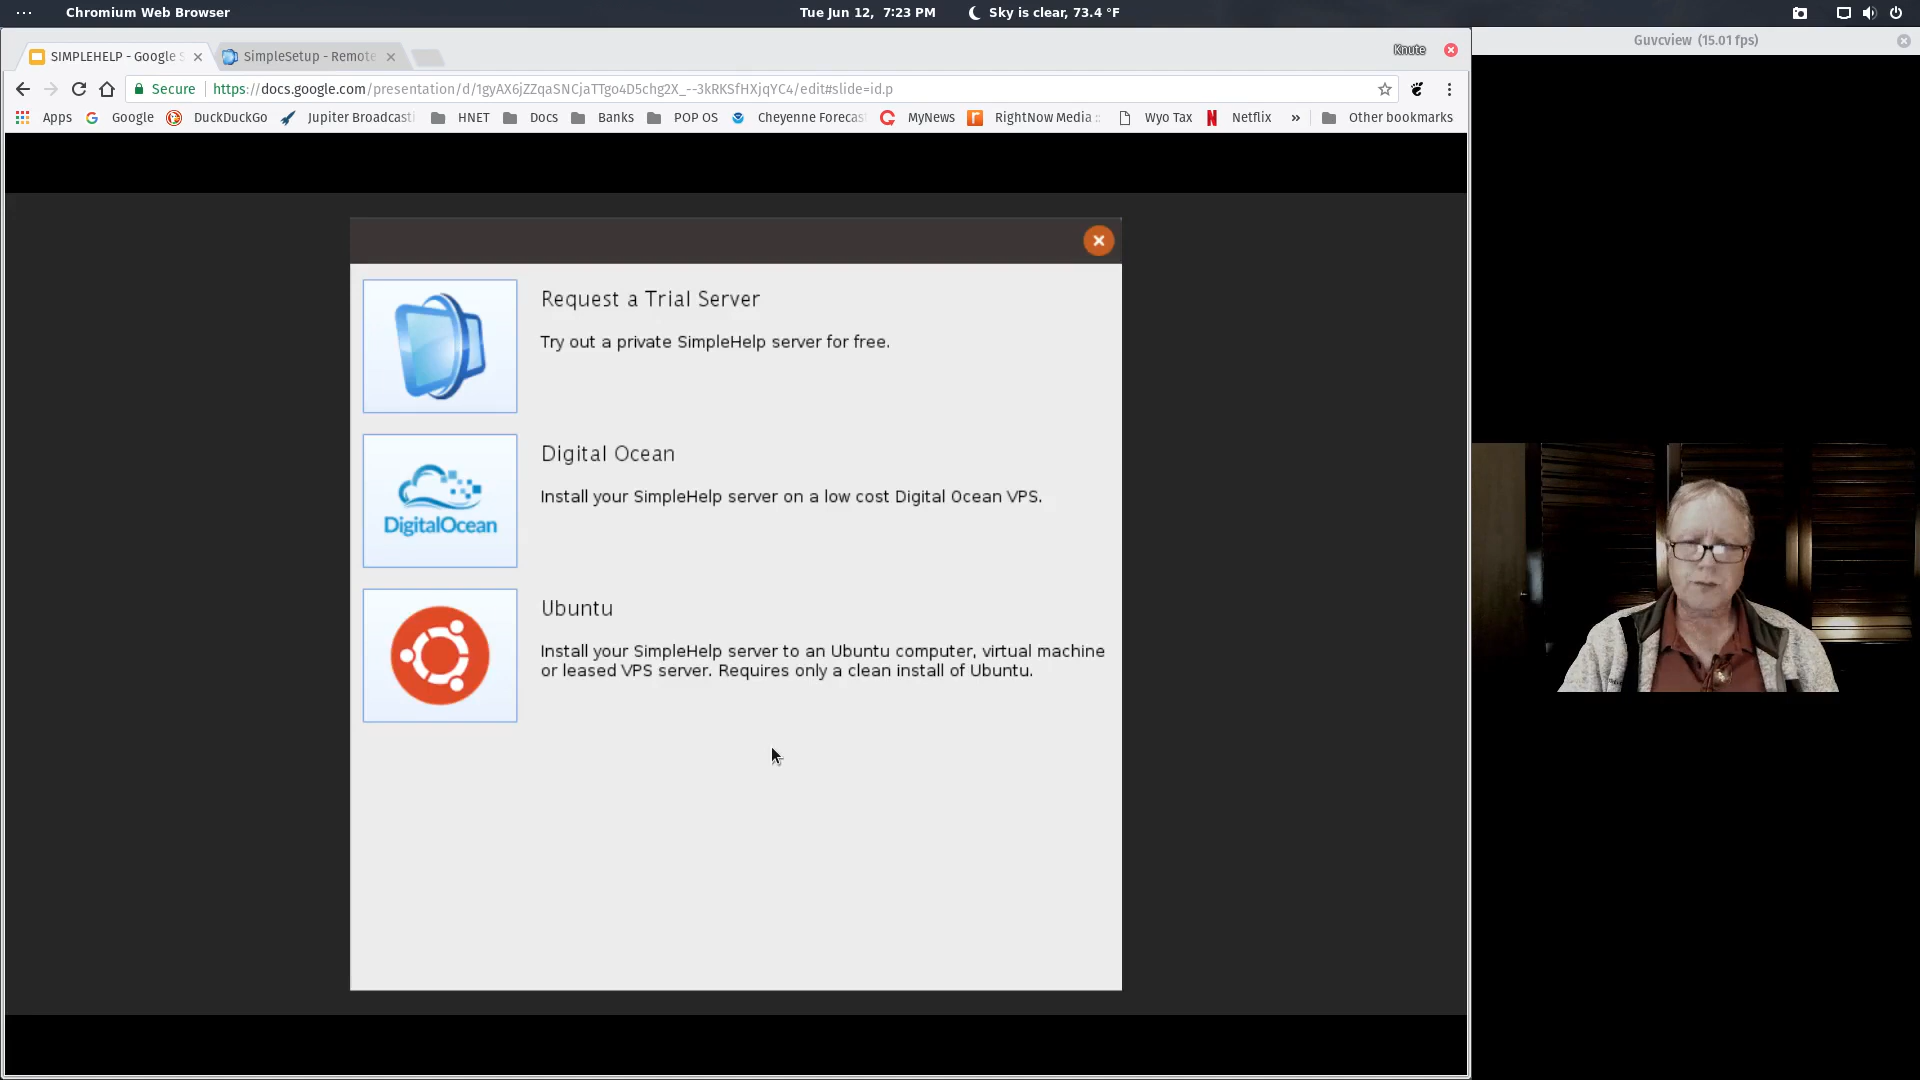 Chromium Web Browser
Tue Jun 12, 7:23 PM
Sky is clear, 73.4 °F
SIMPLEHELP - Google S
SimpleSetup - Remote
Knute
Guvcview (15.01 fps)
Secure
https://docs.google.com/presentation/d/1gyAX6jZZqaSNCjaTTgo4D5chg2X_--3kRKSfHXjqYC4/edit#slide=id.p
Apps
Google
DuckDuckGo
Jupiter Broadcasti
HNET
Docs
Banks
POP OS
Cheyenne Forecas
MyNews
RightNow Media ::
Wyo Tax
Netflix
»
Other bookmarks
Request a Trial Server
Try out a private SimpleHelp server for free.
Digital Ocean
Install your SimpleHelp server on a low cost Digital Ocean VPS.
DigitalOcean
Ubuntu
Install your SimpleHelp server to an Ubuntu computer, virtual machine
or leased VPS server. Requires only a clean install of Ubuntu.